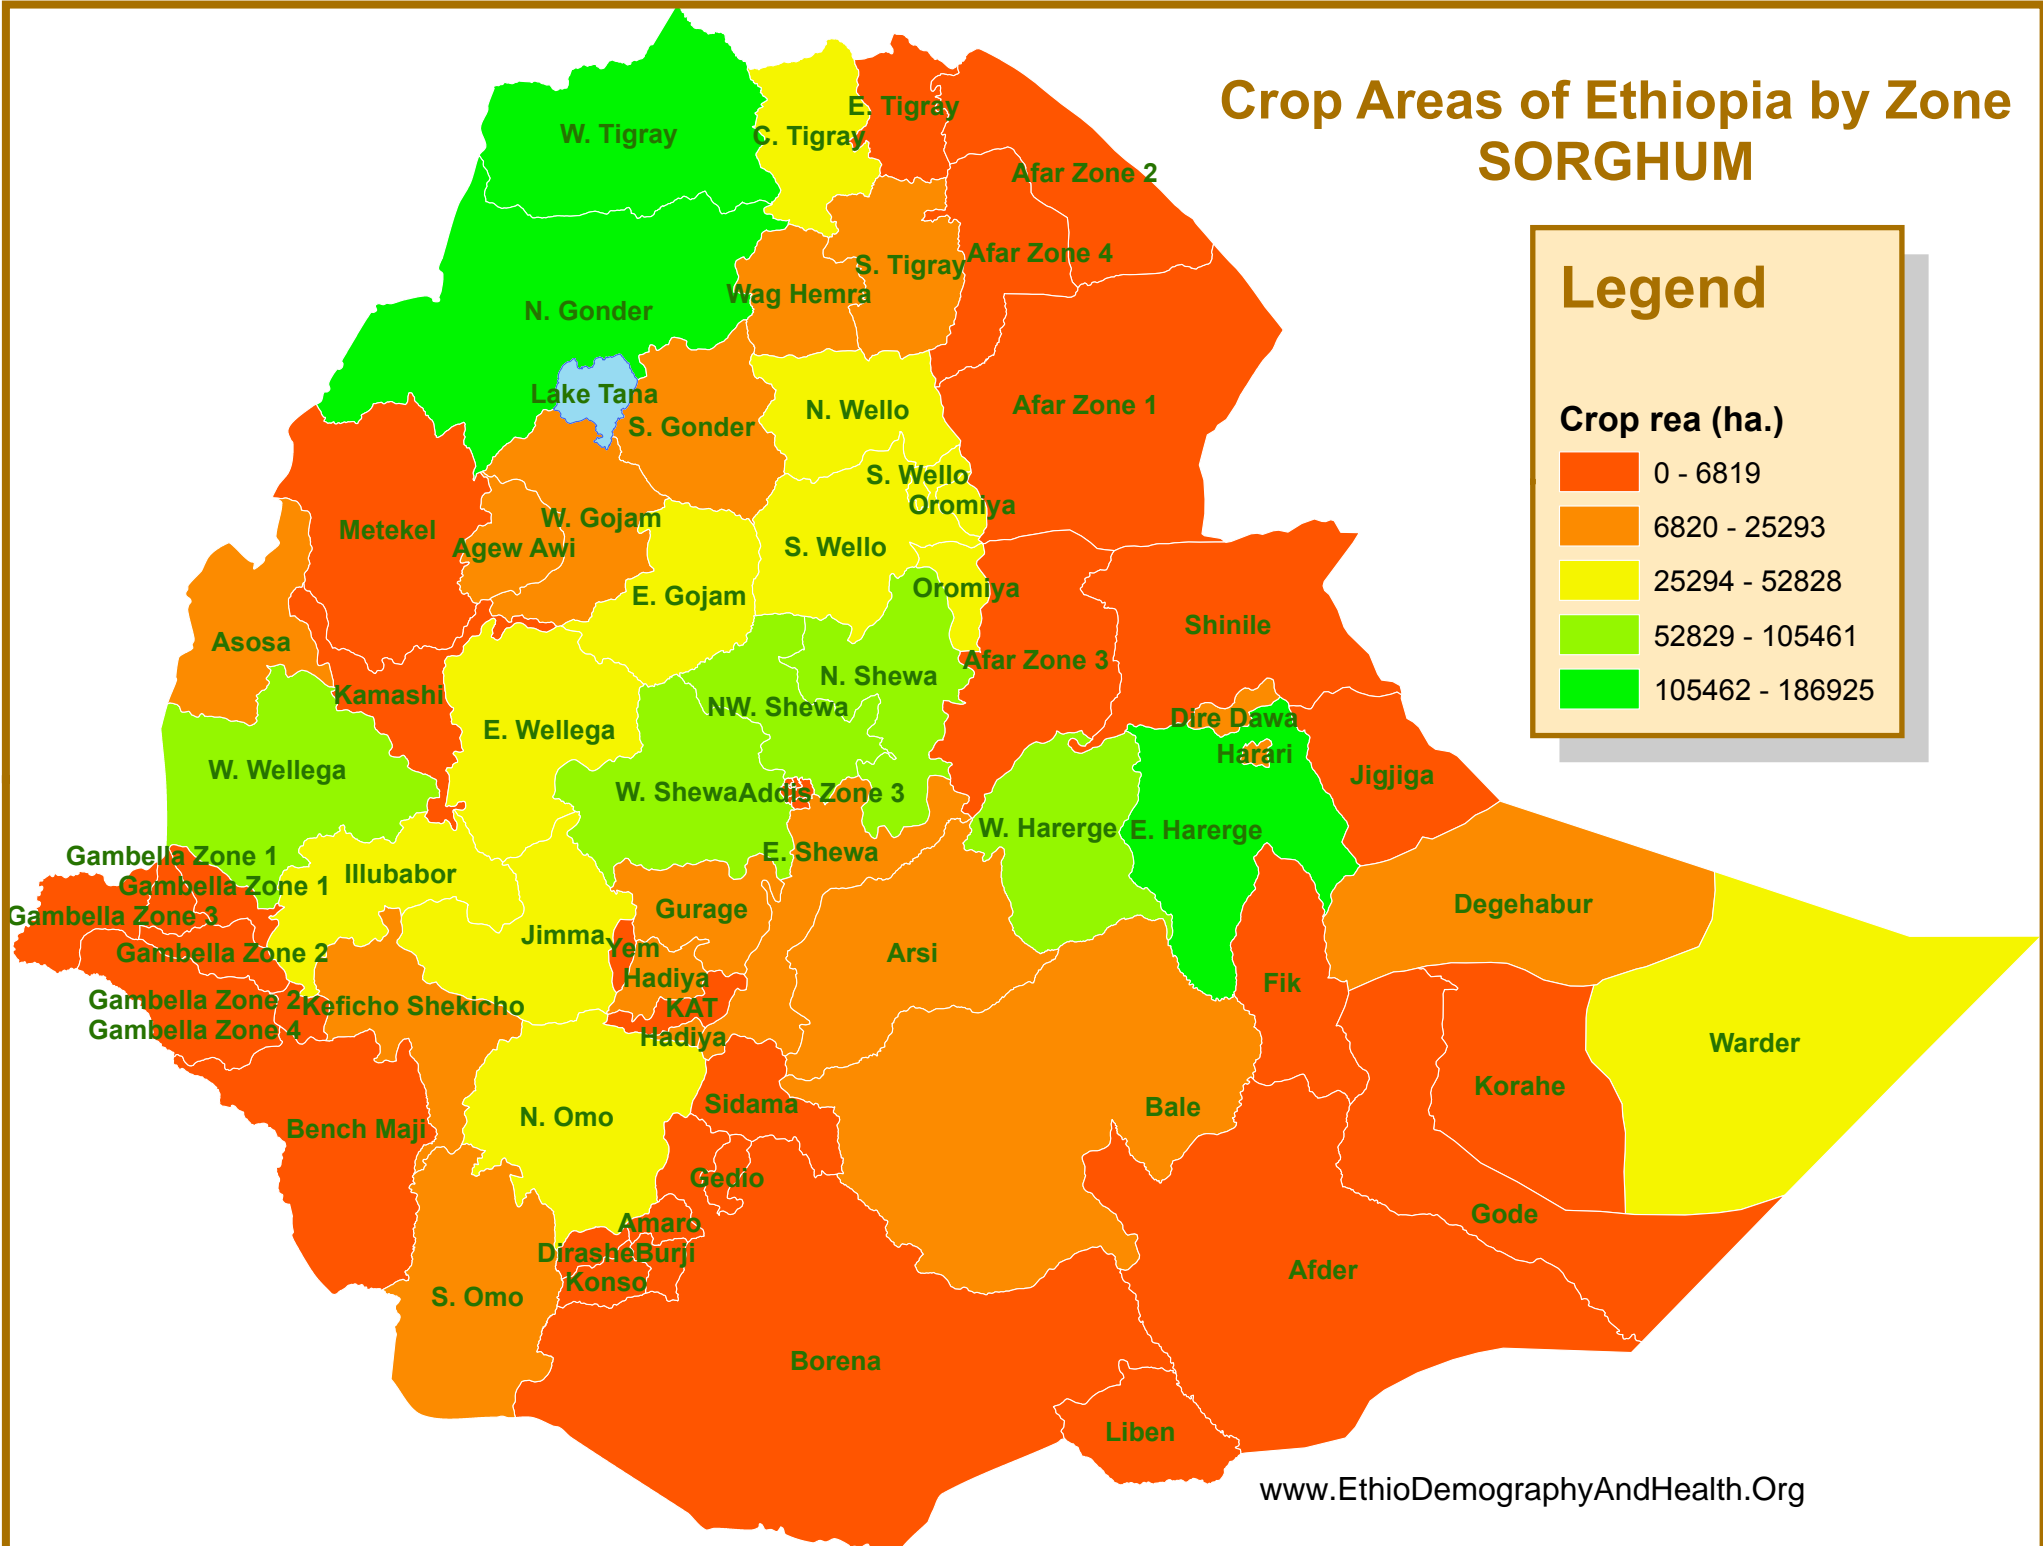 Crop Areas of Ethiopia by Zone
SORGHUM
Legend
Crop rea (ha.)
0 - 6819
6820 - 25293
25294 - 52828
52829 - 105461
105462 - 186925
W. Tigray
C. Tigray
E. Tigray
Afar Zone 2
Afar Zone 4
S. Tigray
Wag Hemra
N. Gonder
Lake Tana
S. Gonder
N. Wello
Afar Zone 1
S. Wello
Oromiya
Metekel
W. Gojam
Agew Awi
S. Wello
E. Gojam
Oromiya
Asosa
Shinile
Afar Zone 3
N. Shewa
Kamashi
NW. Shewa
E. Wellega
Dire Dawa
Harari
W. Wellega
Jigjiga
W. Shewa
Addis Zone 3
W. Harerge
E. Harerge
E. Shewa
Gambella Zone 1
Illubabor
Gambella Zone 1
Gambella Zone 3
Gurage
Degehabur
Jimma
Yem
Arsi
Gambella Zone 2
Hadiya
Fik
Gambella Zone 2
Keficho Shekicho
KAT
Gambella Zone 4
Hadiya
Warder
Korahe
Sidama
Bale
N. Omo
Bench Maji
Gedio
Gode
Amaro
Dirashe
Burji
Konso
Afder
S. Omo
Borena
Liben
www.EthioDemographyAndHealth.Org